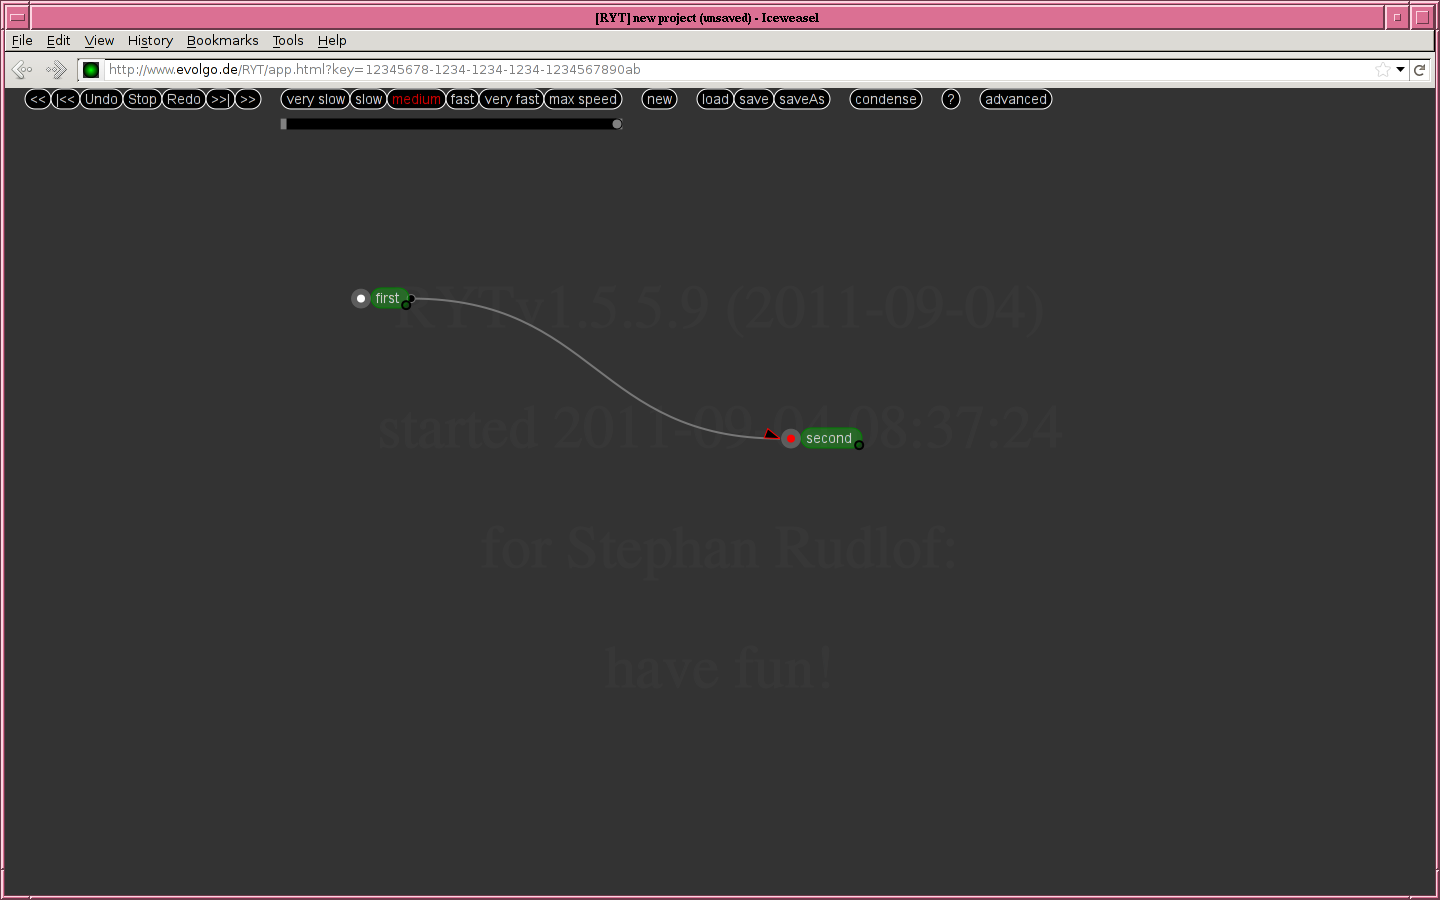 [RYT] new project (unsaved) - Iceweasel
File Edit View History Bookmarks Tools Help
http://www.evolgo.de/RYT/app.html?key=12345678-1234-1234-1234-1234567890ab
<< |<< Undo Stop Redo >>| >> very slow slow medium fast very fast max speed new load save saveAs condense ? advanced
first
RYTv1.5.5.9 (2011-09-04)
started 2011-09-04 08:37:24
second
for Stephan Rudlof:
have fun!